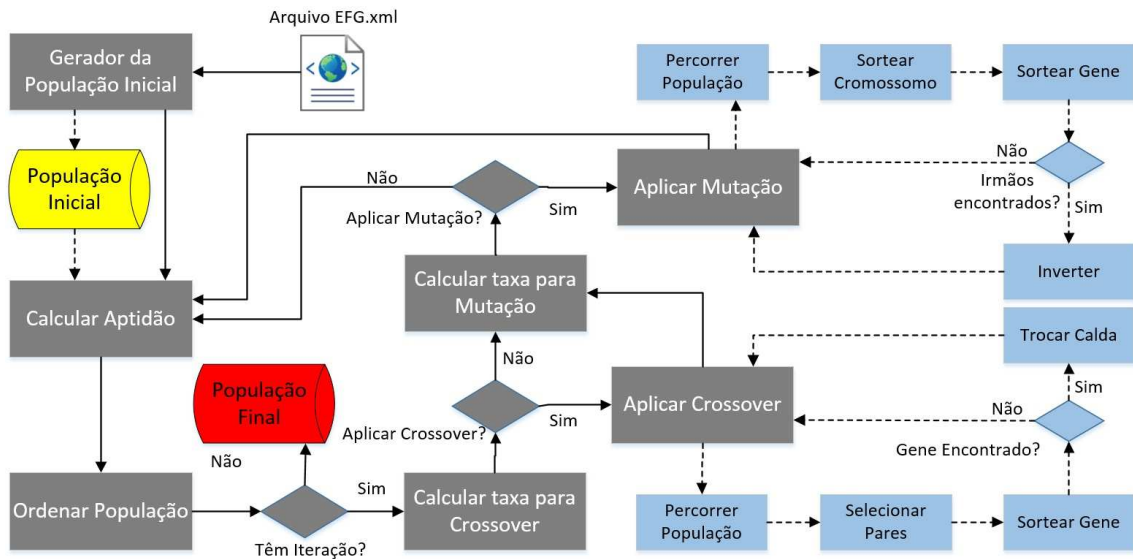 Arquivo EFG.xml
Gerador da
População Inicial
População
Inicial
Calcular Aptidão
Ordenar População
População
Final
Não
Têm Iteração?
Sim
Calcular taxa para
Crossover
Aplicar Crossover?
Não
Sim
Calcular taxa para
Mutação
Aplicar Mutação?
Não
Sim
Aplicar Mutação
Percorrer
População
Sortear
Cromossomo
Sortear Gene
Não
Irmãos
encontrados?
Sim
Inverter
Aplicar Crossover
Percorrer
População
Selecionar
Pares
Sortear Gene
Gene Encontrado?
Não
Sim
Trocar Calda